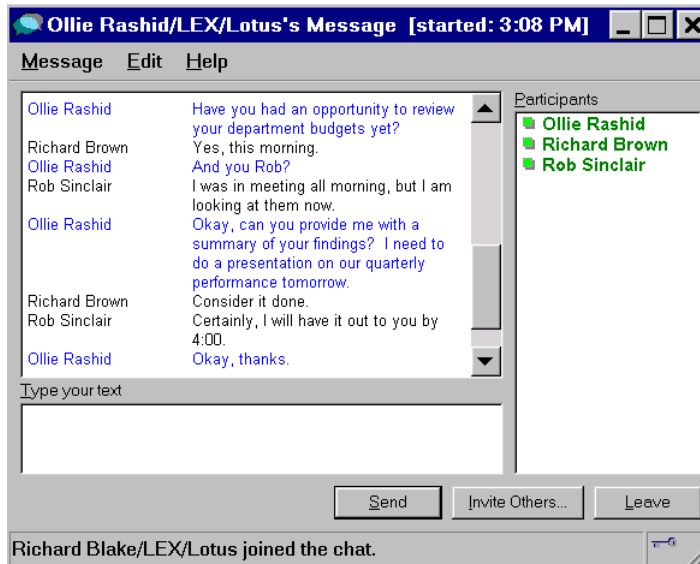 Ollie Rashid/LEX/Lotus's Message [started: 3:08 PM]
Message Edit Help
Ollie Rashid Have you had an opportunity to review
your department budgets yet?
Richard Brown Yes, this morning.
Ollie Rashid And you Rob?
Rob Sinclair I was in meeting all morning, but I am
looking at them now.
Ollie Rashid Okay, can you provide me with a
summary of your findings? I need to
do a presentation on our quarterly
performance tomorrow.
Richard Brown Consider it done.
Rob Sinclair Certainly, I will have it out to you by
4:00.
Ollie Rashid Okay, thanks.
Participants
Ollie Rashid
Richard Brown
Rob Sinclair
Type your text
Send Invite Others... Leave
Richard Blake/LEX/Lotus joined the chat.